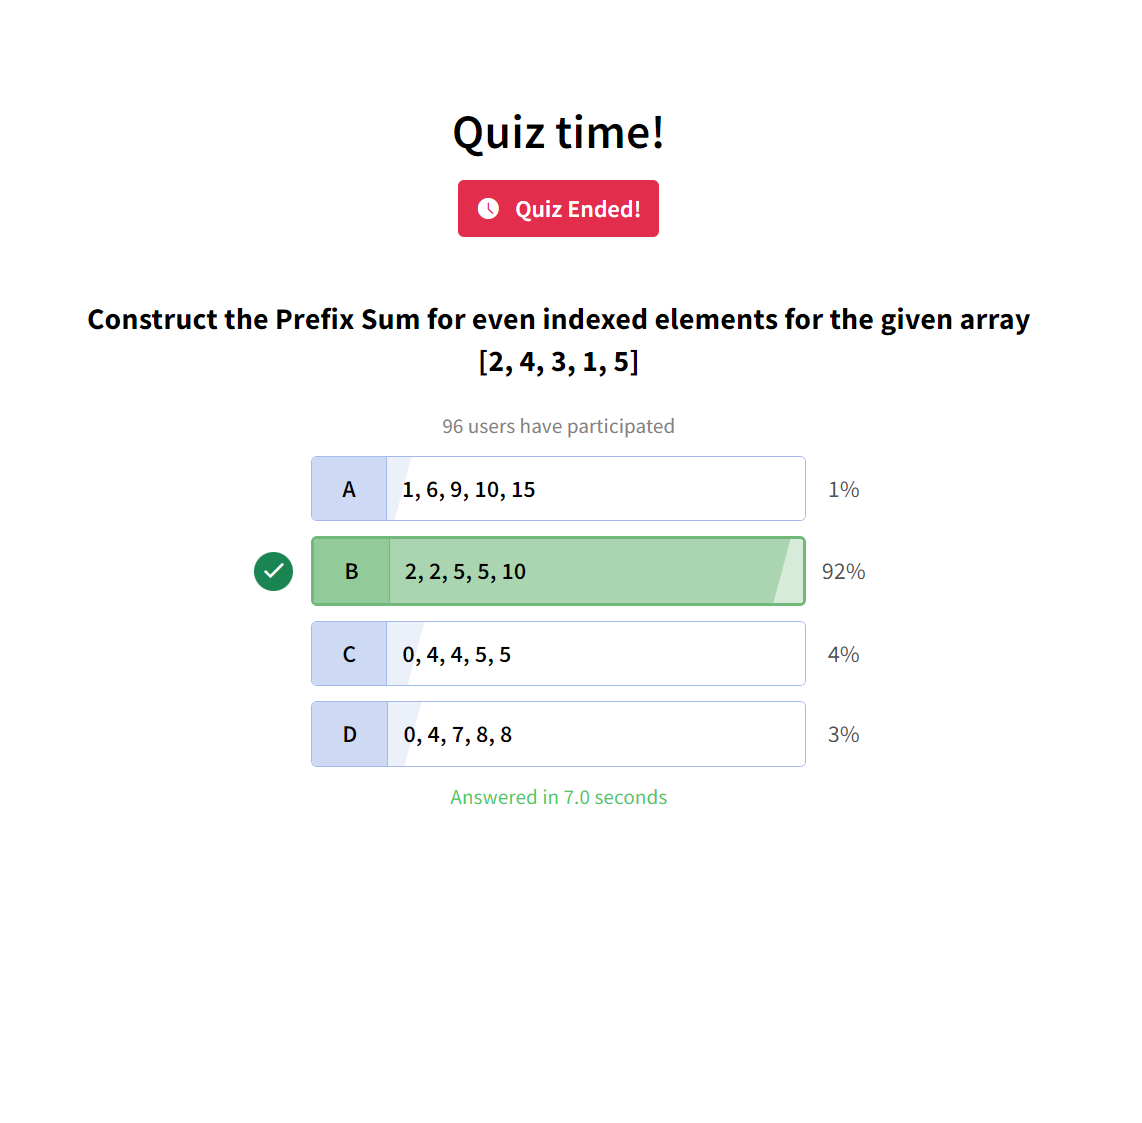 Quiz time!
Quiz Ended!
Construct the Prefix Sum for even indexed elements for the given array
[2, 4, 3, 1, 5]
96 users have participated
A 1, 6, 9, 10, 15 1%
B 2, 2, 5, 5, 10 92%
C 0, 4, 4, 5, 5 4%
D 0, 4, 7, 8, 8 3%
Answered in 7.0 seconds